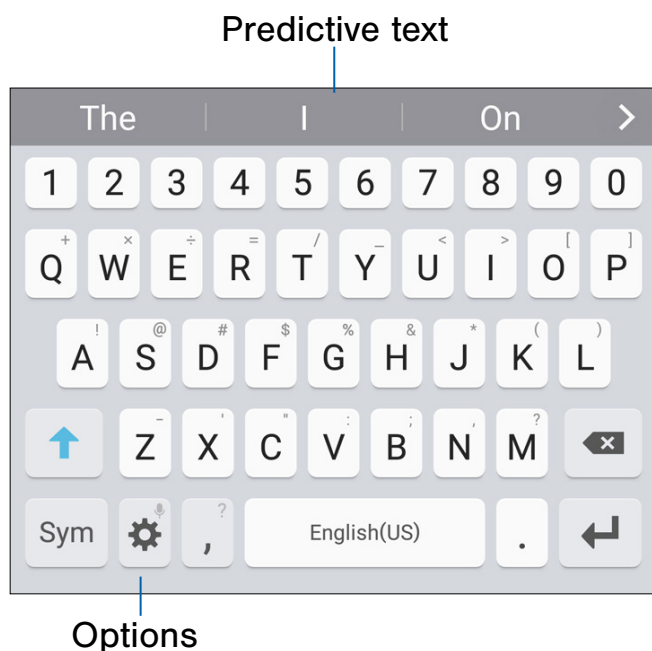 Predictive text
The I On >
1 2 3 4 5 6 7 8 9 0
+ × ÷ = / _ < > [ ]
Q W E R T Y U I O P
! @ # $ % & * ( )
A S D F G H J K L
- ' " : ; , ?
Z X C V B N M
?
Sym , English(US) .
Options